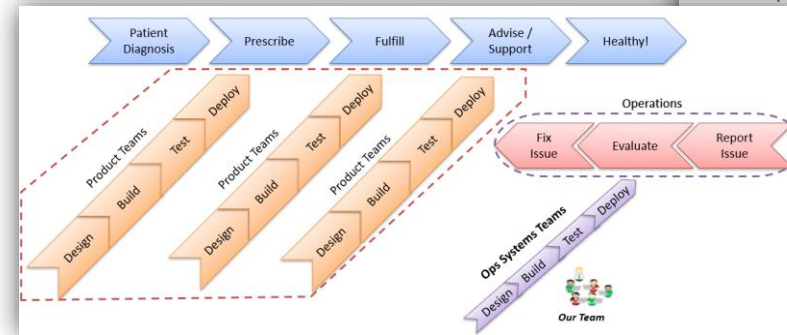 Patient
Diagnosis
Prescribe
Fulfill
Advise /
Support
Healthy!
Product Teams
Design
Build
Test
Deploy
Product Teams
Design
Build
Test
Deploy
Product Teams
Design
Build
Test
Deploy
Operations
Fix
Issue
Evaluate
Report
Issue
Ops Systems Teams
Design
Build
Test
Deploy
Our Team